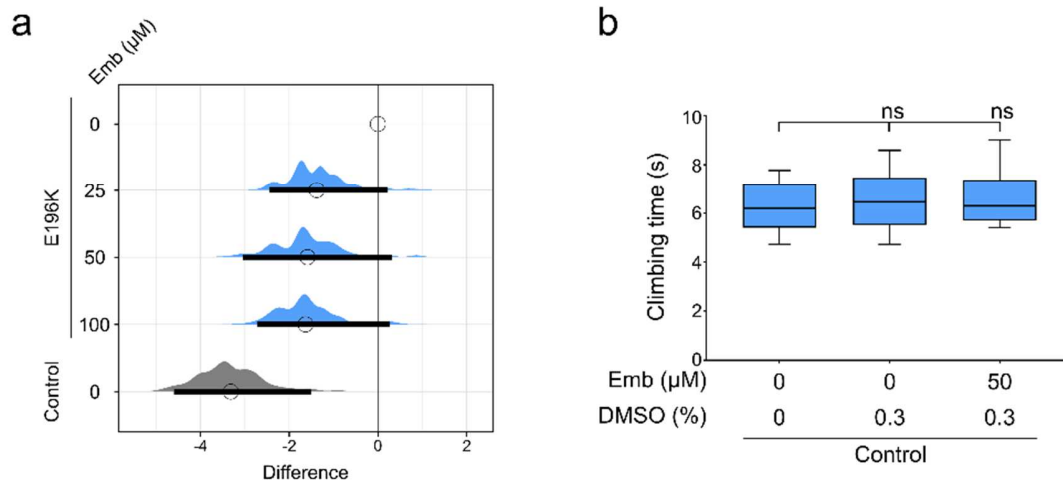 a
Emb (µM)
E196K
0
25
50
100
Control
0
-4
-2
0
2
Difference
b
ns
ns
Climbing time (s)
10
8
6
4
2
0
Emb (µM) 0 0 50
DMSO (%) 0 0.3 0.3
Control